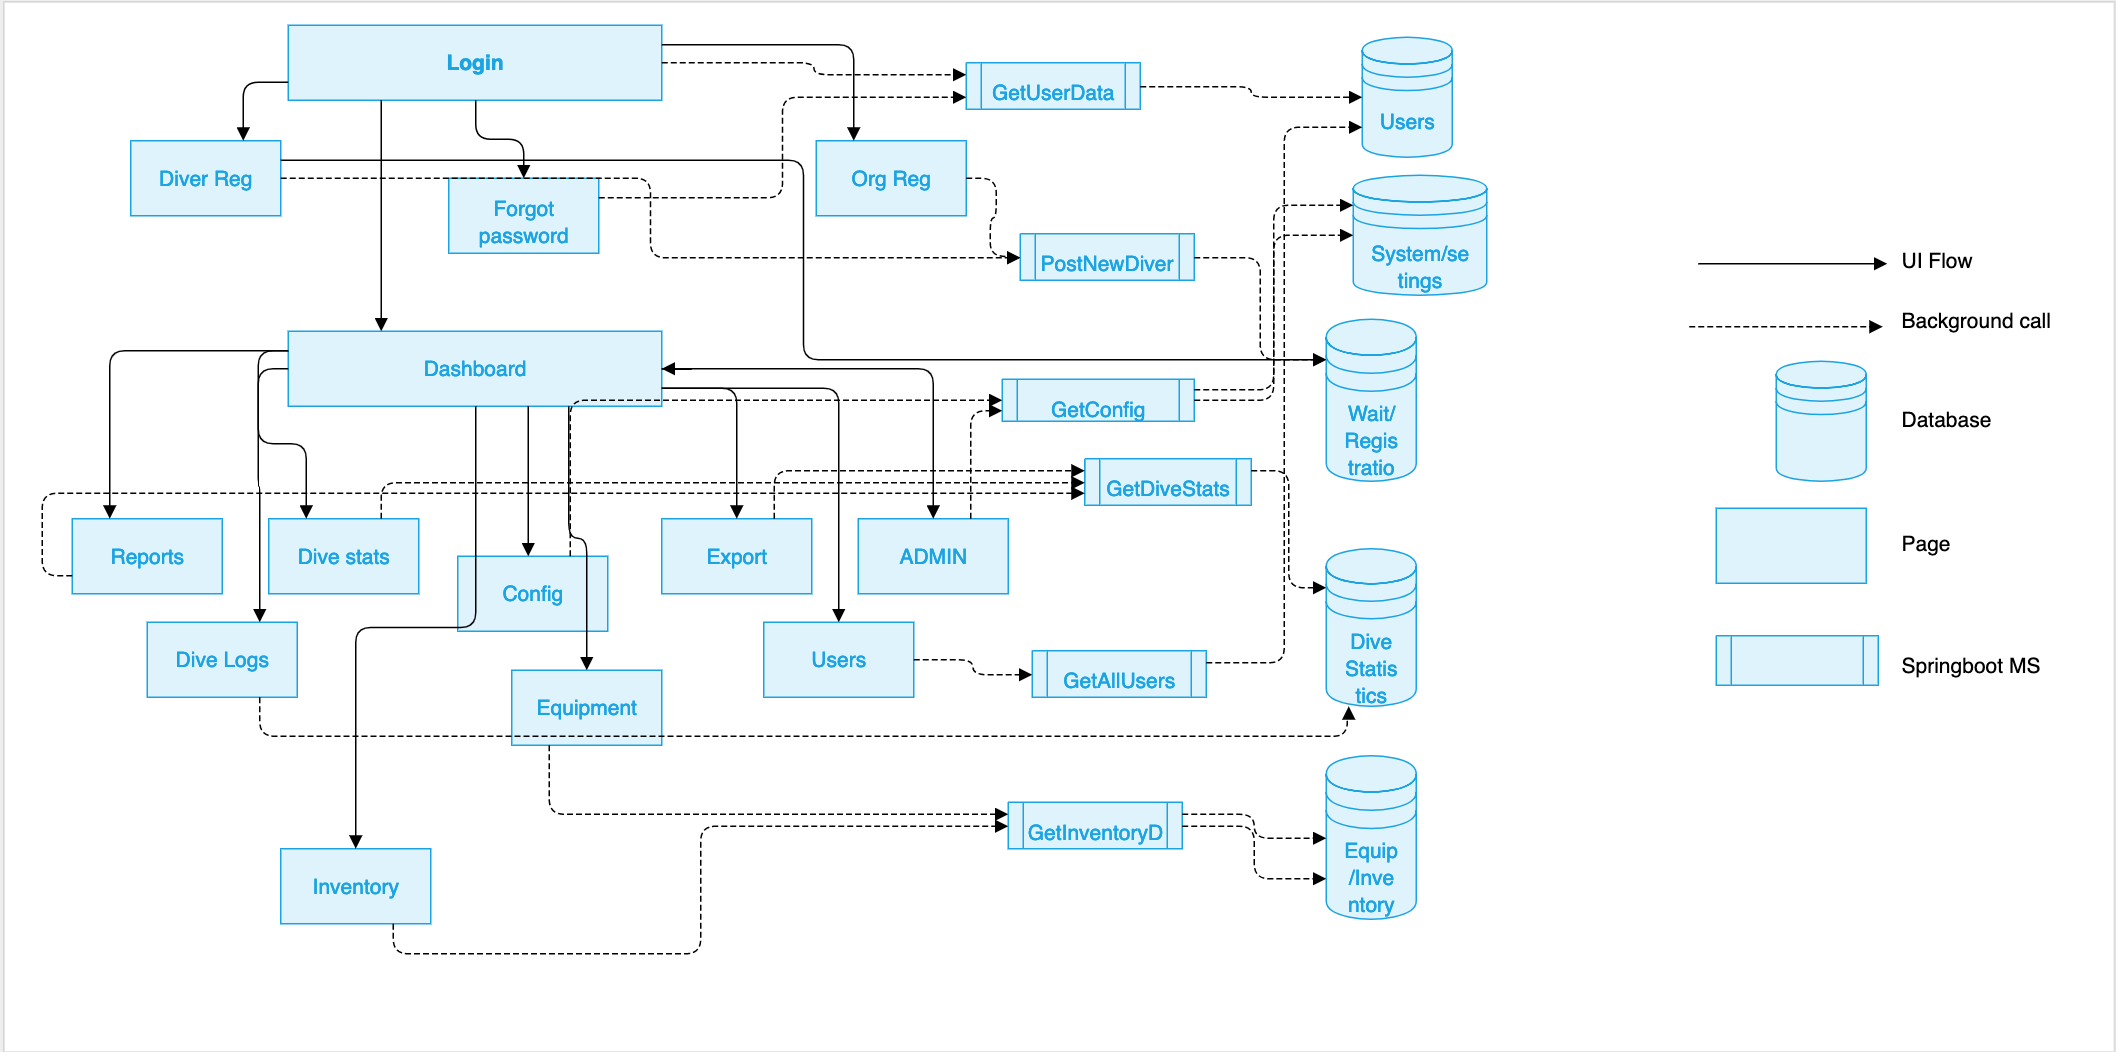 Login
GetUserData
Users
Diver Reg
Forgot
password
Org Reg
PostNewDiver
System/se
tings
UI Flow
Background call
Dashboard
GetConfig
Wait/
Regis
tratio
Database
GetDiveStats
Reports
Dive stats
Config
Export
ADMIN
Page
Dive Logs
Equipment
Users
GetAllUsers
Dive
Statis
tics
Springboot MS
Inventory
GetInventoryD
Equip
/Inve
ntory